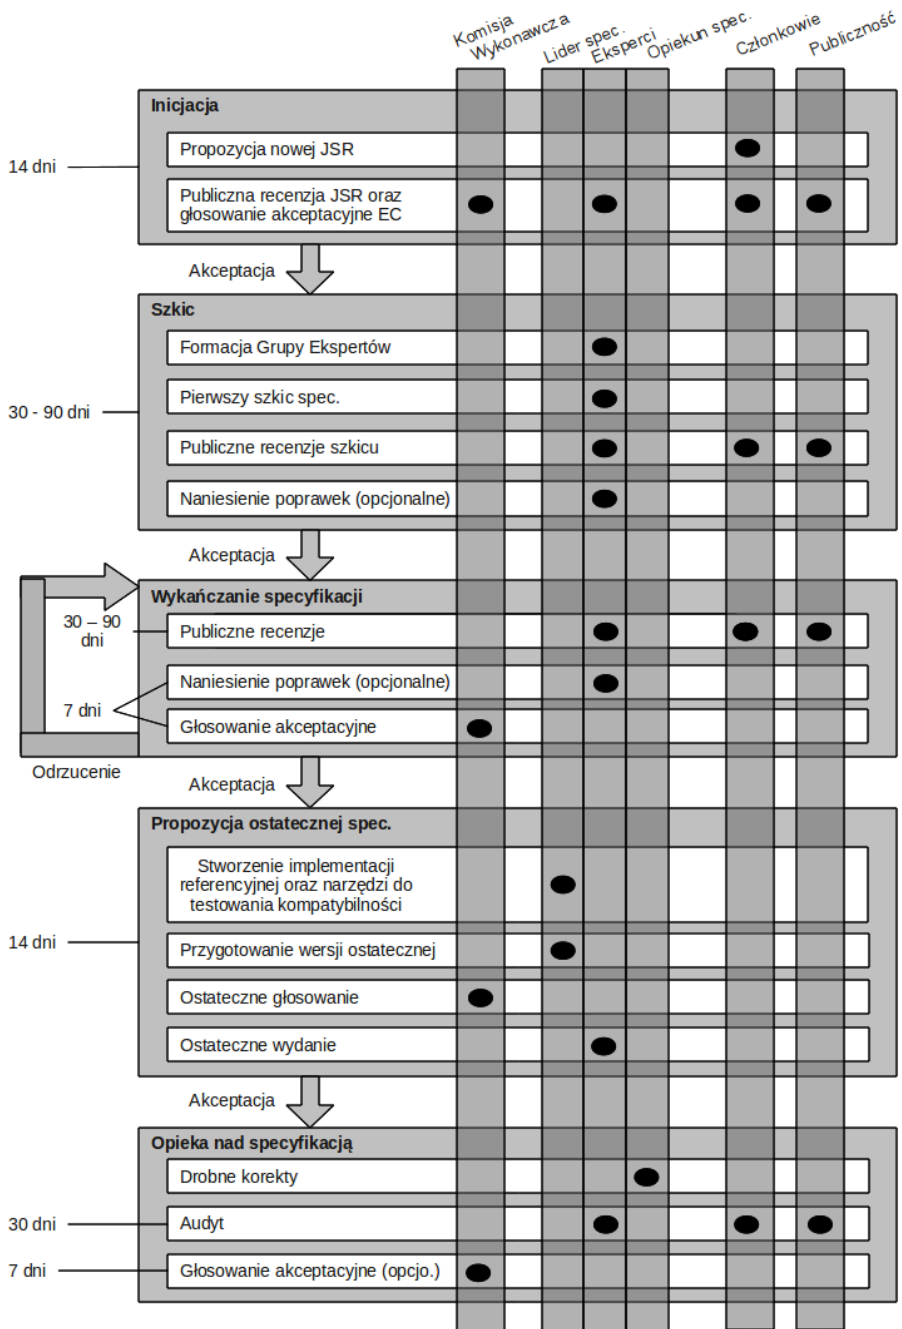 Komisja
Wykonawcza
Lider spec.
Eksperci
Opiekun spec.
Członkowie
Publiczność
Inicjacja
14 dni
Propozycja nowej JSR
Publiczna recenzja JSR oraz
głosowanie akceptacyjne EC
Akceptacja
Szkic
Formacja Grupy Ekspertów
30 - 90 dni
Pierwszy szkic spec.
Publiczne recenzje szkicu
Naniesienie poprawek (opcjonalne)
Akceptacja
Wykańczanie specyfikacji
30 – 90
dni
Publiczne recenzje
Naniesienie poprawek (opcjonalne)
7 dni
Głosowanie akceptacyjne
Odrzucenie
Akceptacja
Propozycja ostatecznej spec.
Stworzenie implementacji
referencyjnej oraz narzędzi do
testowania kompatybilności
14 dni
Przygotowanie wersji ostatecznej
Ostateczne głosowanie
Ostateczne wydanie
Akceptacja
Opieka nad specyfikacją
Drobne korekty
30 dni
Audyt
7 dni
Głosowanie akceptacyjne (opcjo.)